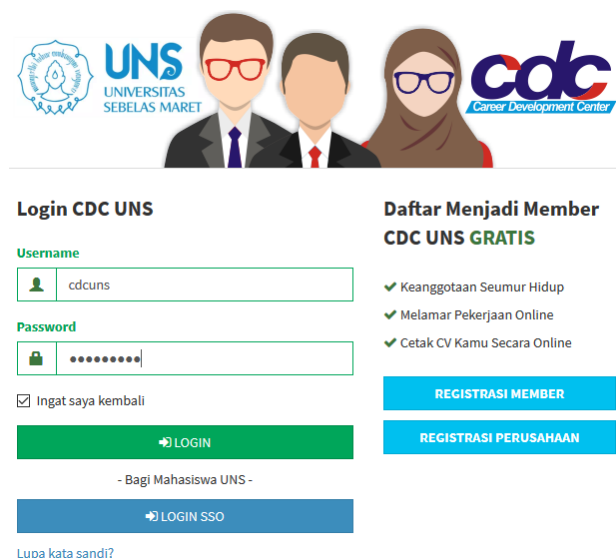 UNS
UNIVERSITAS
SEBELAS MARET
cdc
Career Development Center
Login CDC UNS
Username
cdcuns
Password
Ingat saya kembali
LOGIN
- Bagi Mahasiswa UNS -
LOGIN SSO
Lupa kata sandi?
Daftar Menjadi Member
CDC UNS GRATIS
Keanggotaan Seumur Hidup
Melamar Pekerjaan Online
Cetak CV Kamu Secara Online
REGISTRASI MEMBER
REGISTRASI PERUSAHAAN